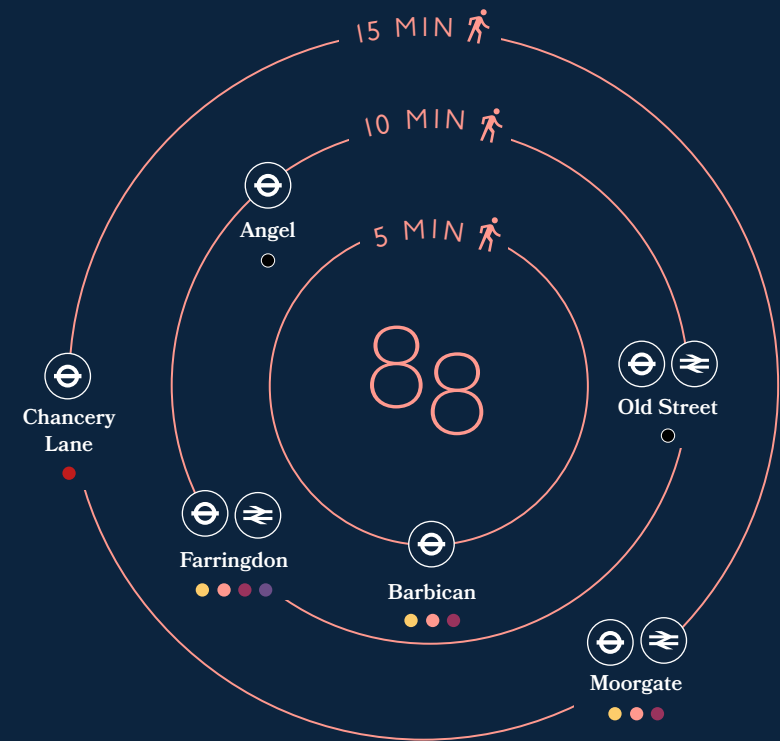 15 MIN
10 MIN
Angel
5 MIN
88
Old Street
Chancery
Lane
Farringdon
Barbican
Moorgate